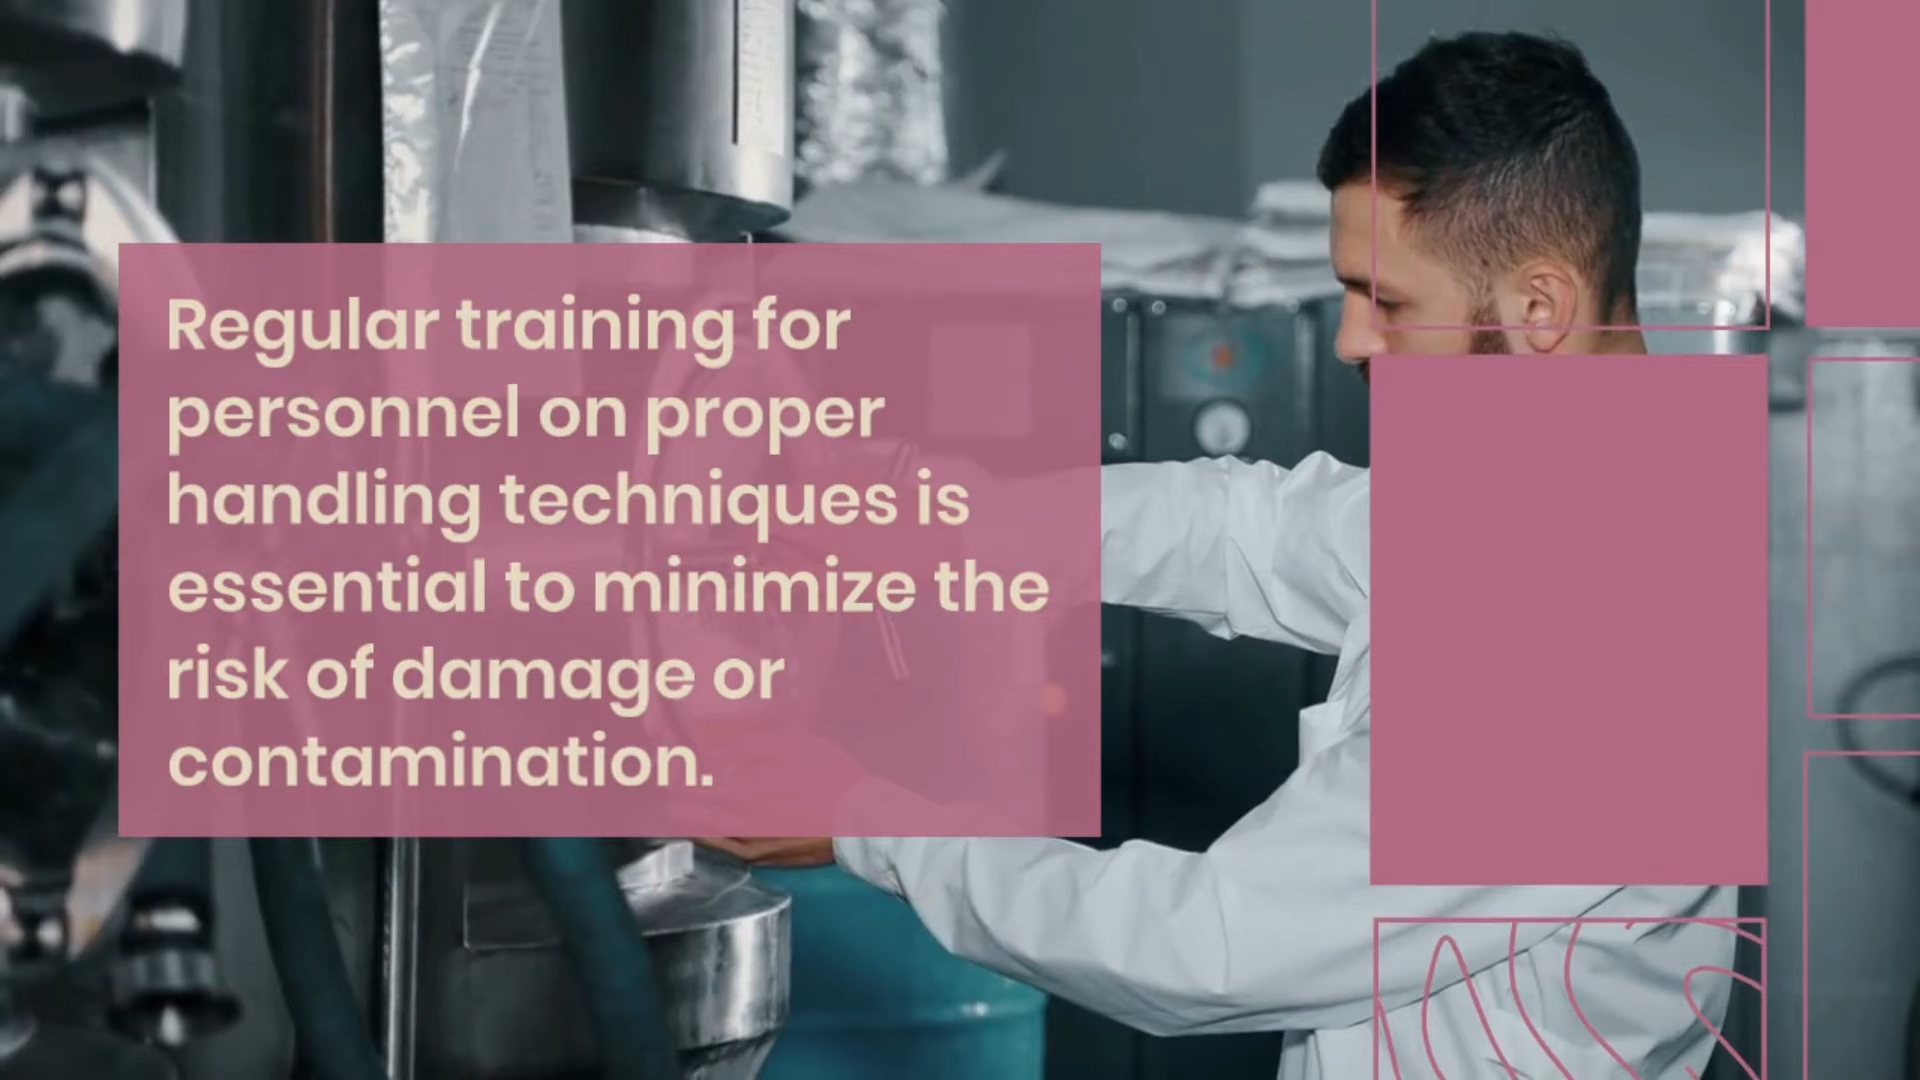 Regular training for
personnel on proper
handling techniques is
essential to minimize the
risk of damage or
contamination.